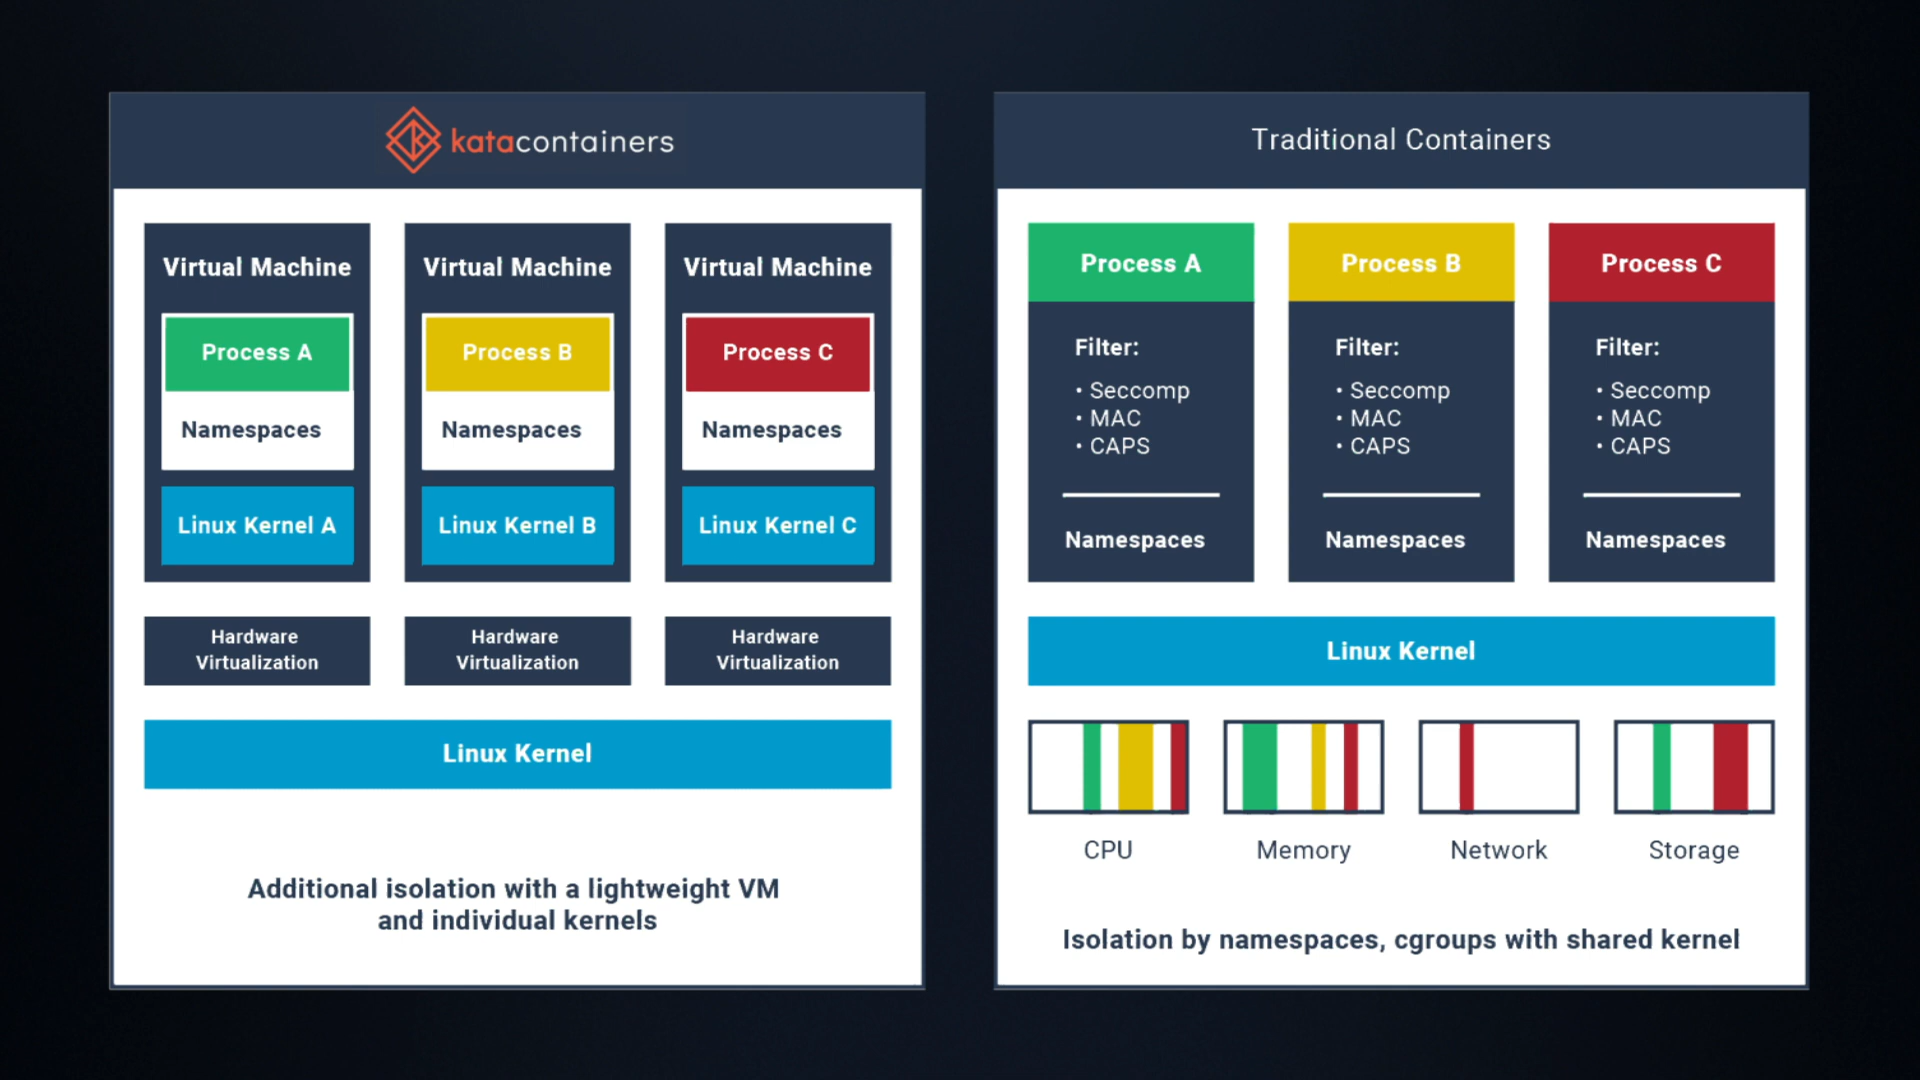 katacontainers
Virtual Machine
Process A
Namespaces
Linux Kernel A
Virtual Machine
Process B
Namespaces
Linux Kernel B
Virtual Machine
Process C
Namespaces
Linux Kernel C
Hardware
Virtualization
Hardware
Virtualization
Hardware
Virtualization
Linux Kernel
Additional isolation with a lightweight VM
and individual kernels
Traditional Containers
Process A
Filter:
• Seccomp
• MAC
• CAPS
Namespaces
Process B
Filter:
• Seccomp
• MAC
• CAPS
Namespaces
Process C
Filter:
• Seccomp
• MAC
• CAPS
Namespaces
Linux Kernel
CPU
Memory
Network
Storage
Isolation by namespaces, cgroups with shared kernel